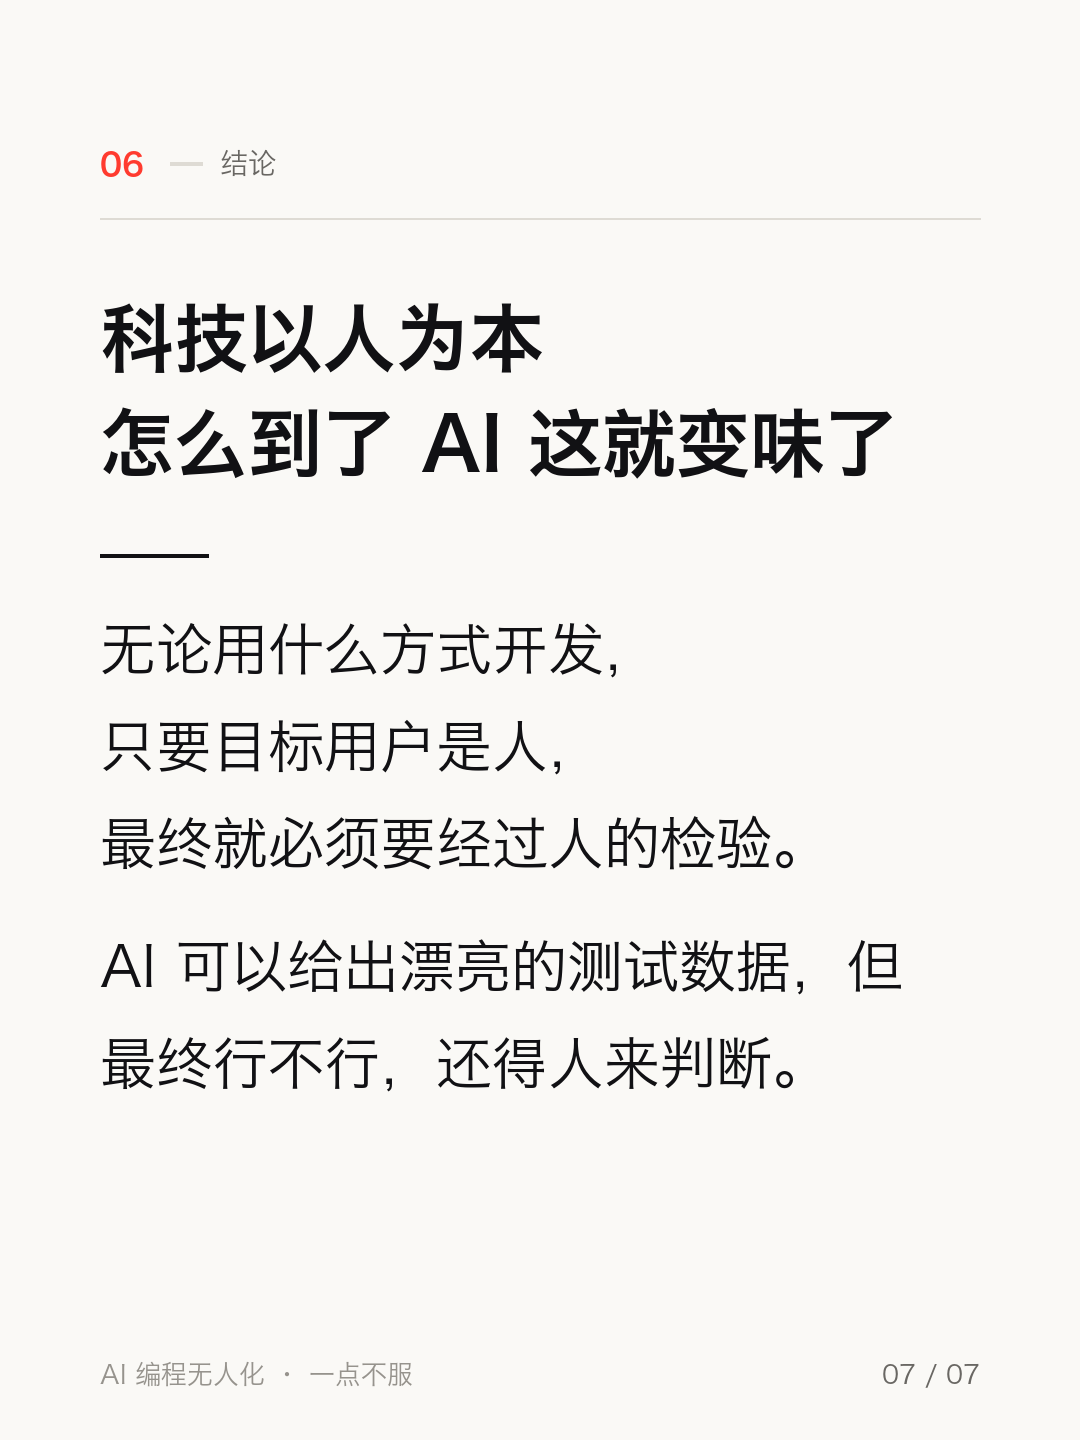 06 — 结论
科技以人为本
怎么到了 AI 这就变味了
无论用什么方式开发，
只要目标用户是人，
最终就必须要经过人的检验。
AI 可以给出漂亮的测试数据，但
最终行不行，还得人来判断。
AI 编程无人化 · 一点不服
07 / 07